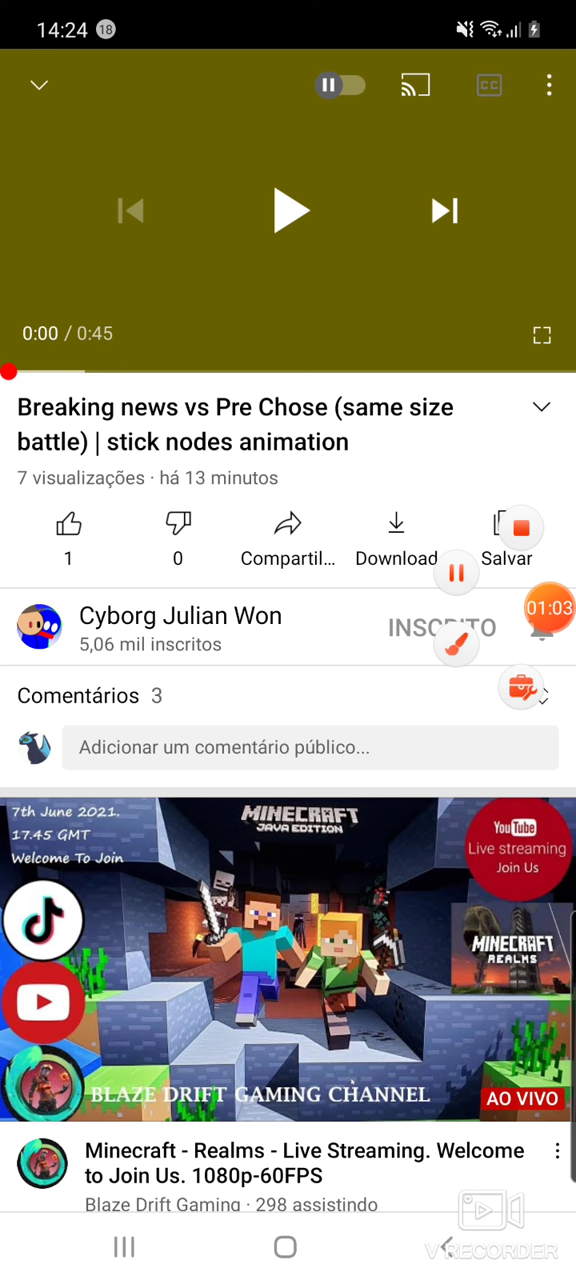 14:24 18
CC
0:00 / 0:45
Breaking news vs Pre Chose (same size
battle) | stick nodes animation
7 visualizações · há 13 minutos
1
0
Compartil...
Download
Salvar
Cyborg Julian Won
5,06 mil inscritos
INSCRITO
01:03
Comentários 3
Adicionar um comentário público...
7th June 2021.
17.45 GMT
Welcome To Join
MINECRAFT
JAVA EDITION
YouTube
Live streaming
Join Us
MINECRAFT
REALMS
BLAZE DRIFT GAMING CHANNEL
AO VIVO
Minecraft - Realms - Live Streaming. Welcome
to Join Us. 1080p-60FPS
Blaze Drift Gaming · 298 assistindo
V RECORDER